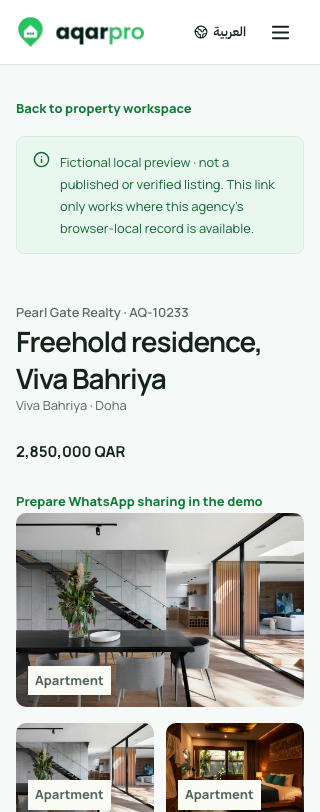 aqarpro
العربية
Back to property workspace
Fictional local preview · not a
published or verified listing. This link
only works where this agency's
browser-local record is available.
Pearl Gate Realty · AQ-10233
Freehold residence,
Viva Bahriya
Viva Bahriya · Doha
2,850,000 QAR
Prepare WhatsApp sharing in the demo
Apartment
Apartment
Apartment